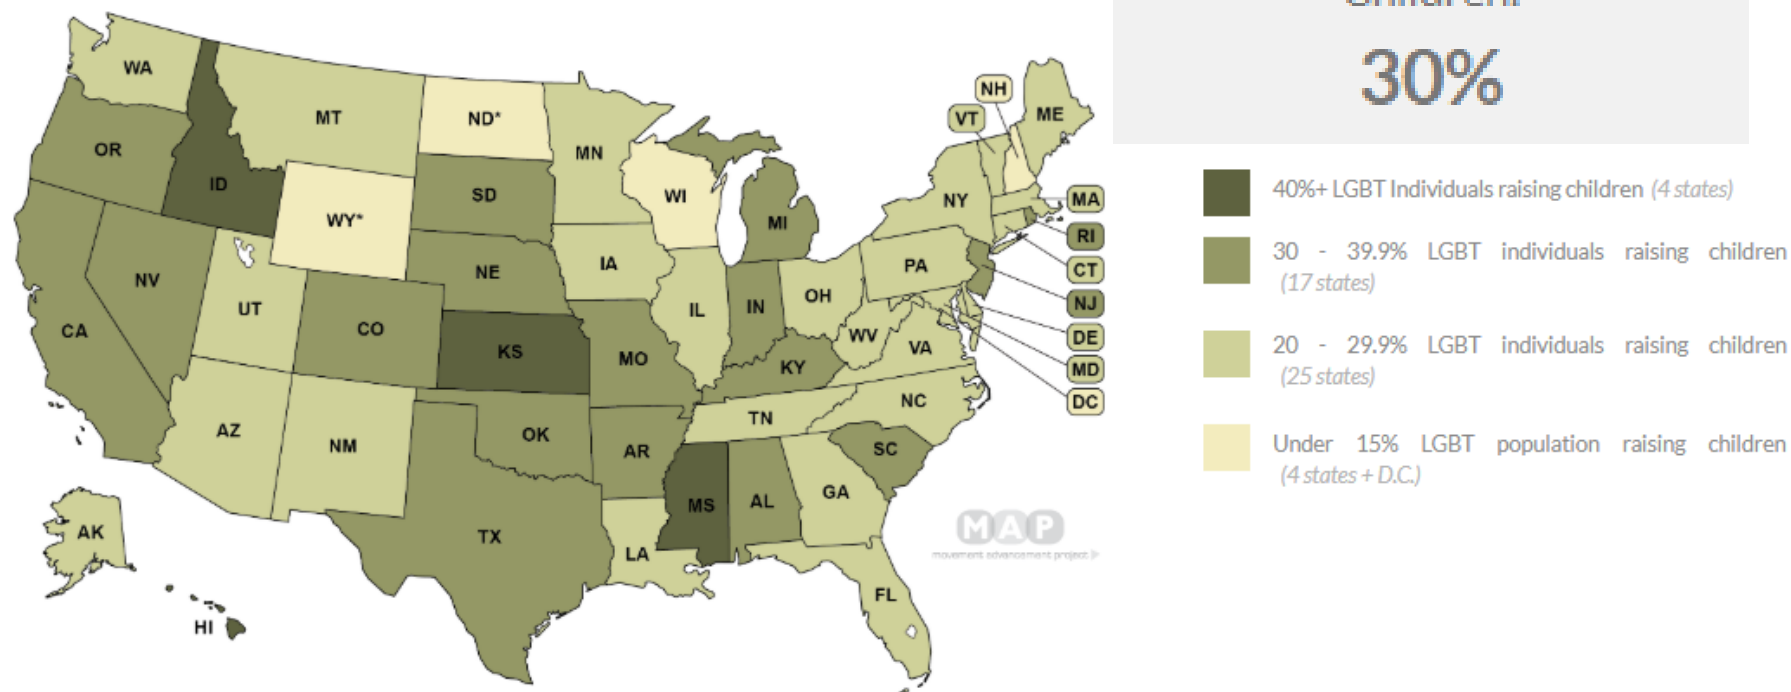 30%
WA
MT
ND*
MN
OR
ID
WY*
SD
WI
MI
NH
VT
ME
NY
MA
RI
CT
NJ
DE
MD
DC
NV
UT
CO
NE
IA
IL
IN
OH
PA
WV
VA
CA
KS
MO
KY
AZ
NM
OK
AR
TN
NC
SC
MS
AL
GA
TX
LA
FL
AK
HI
MAP
movement advancement project
40%+ LGBT Individuals raising children (4 states)
30 - 39.9% LGBT individuals raising children
(17 states)
20 - 29.9% LGBT individuals raising children
(25 states)
Under 15% LGBT population raising children
(4 states + D.C.)